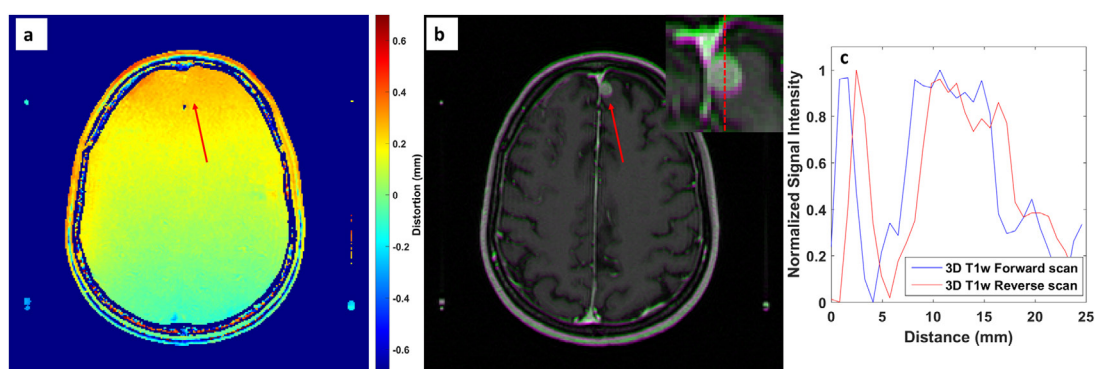 a
0.6
0.4
0.2
0
-0.2
-0.4
-0.6
Distortion (mm)
b
c
1
0.8
0.6
0.4
0.2
0
Normalized Signal Intensity
3D T1w Forward scan
3D T1w Reverse scan
0 5 10 15 20 25
Distance (mm)